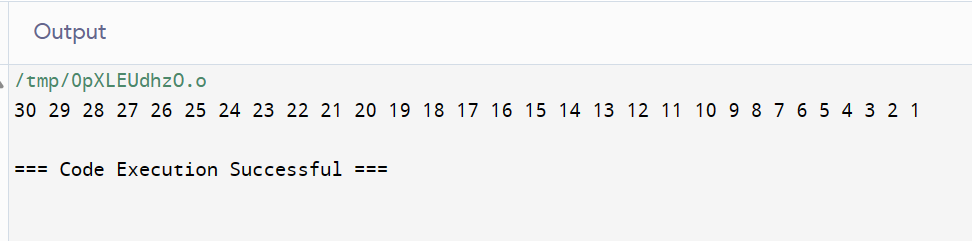 Output
/tmp/0pXLEUdhzO.o
30 29 28 27 26 25 24 23 22 21 20 19 18 17 16 15 14 13 12 11 10 9 8 7 6 5 4 3 2 1
=== Code Execution Successful ===